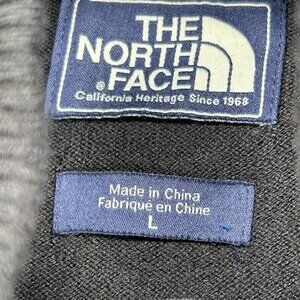 THE
NORTH
FACE
®
California Heritage Since 1968
Made in China
Fabriqué en Chine
L